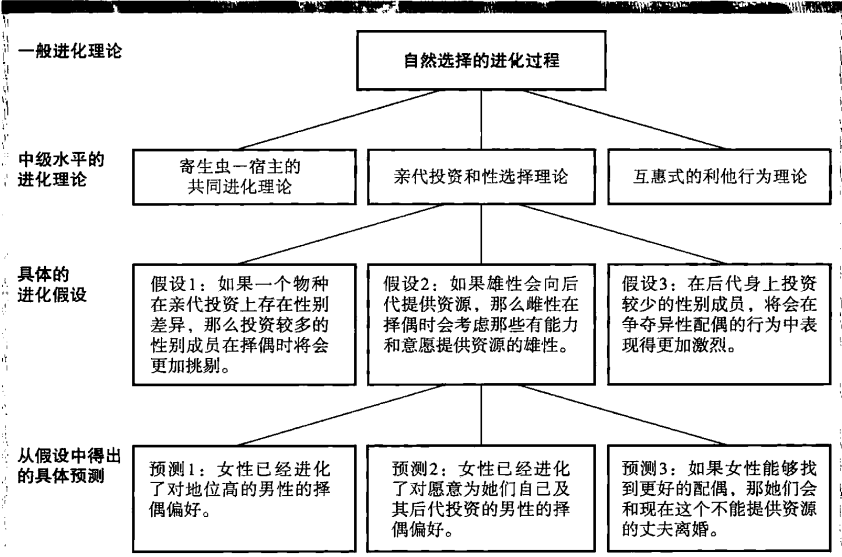 一般进化理论
自然选择的进化过程
中级水平的
进化理论
寄生虫—宿主的
共同进化理论
亲代投资和性选择理论
互惠式的利他行为理论
具体的
进化假设
假设1：如果一个物种
在亲代投资上存在性别
差异，那么投资较多的
性别成员在择偶时将会
更加挑剔。
假设2：如果雄性会向后
代提供资源，那么雌性在
择偶时会考虑那些有能力
和意愿提供资源的雄性。
假设3：在后代身上投资
较少的性别成员，将会在
争夺异性配偶的行为中表
现得更加激烈。
从假设中得出
的具体预测
预测1：女性已经进化
了对地位高的男性的择
偶偏好。
预测2：女性已经进化
了对愿意为她们自己及
其后代投资的男性的择
偶偏好。
预测3：如果女性能够找
到更好的配偶，那她们会
和现在这个不能提供资源
的丈夫离婚。